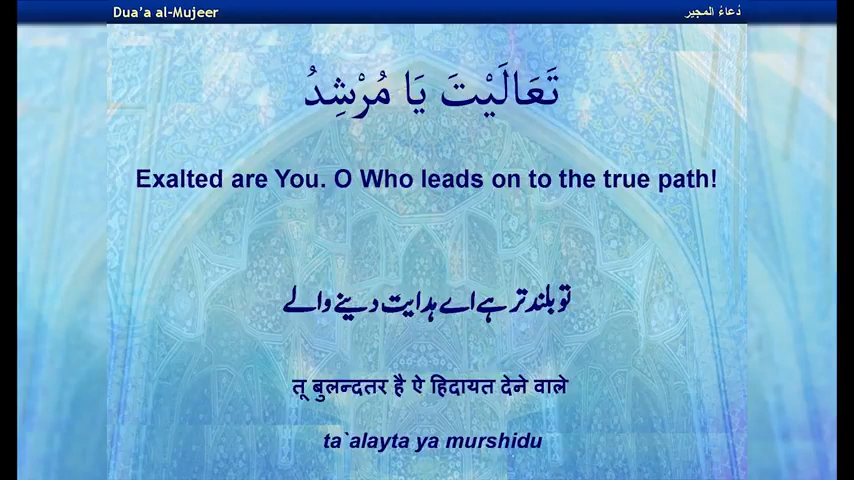 Dua'a al-Mujeer دُعاءُ المجير
تَعَالَيْتَ يَا مُرْشِدُ
Exalted are You. O Who leads on to the true path!
تو بلند تر ہے اے ہدایت دینے والے
तू बुलन्दतर है ऐ हिदायत देने वाले
ta`alayta ya murshidu